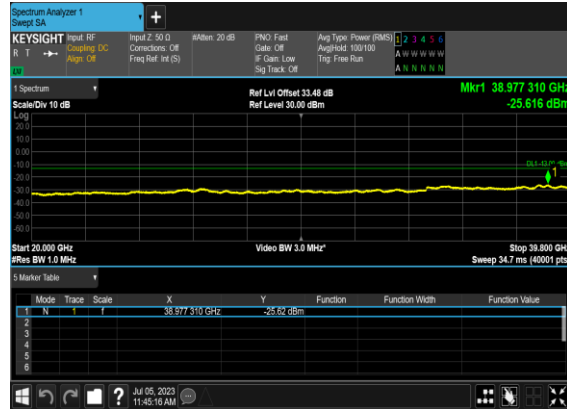 Spectrum Analyzer 1
Swept SA
+
KEYSIGHT Input: RF Input Z: 50 Ω #Atten: 20 dB PNO: Fast Avg Type: Power (RMS) 1 2 3 4 5 6
R T Coupling: DC Corrections: Off Gate: Off Avg|Hold: 100/100 A W W W W W
Align: Off Freq Ref: Int (S) IF Gain: Low Trig: Free Run
Sig Track: Off A N N N N N
1 Spectrum
Ref Lvl Offset 33.48 dB Mkr1 38.977 310 GHz
Scale/Div 10 dB Ref Level 30.00 dBm -25.616 dBm
Log
20.0
10.0
0.00
-10.0
DL1 -13.00 dBm
1
-20.0
-30.0
-40.0
-50.0
-60.0
Start 20.000 GHz Video BW 3.0 MHz* Stop 39.800 GHz
#Res BW 1.0 MHz Sweep 34.7 ms (40001 pts)
5 Marker Table
Mode Trace Scale X Y Function Function Width Function Value
1 N 1 f 38.977 310 GHz -25.62 dBm
2
3
4
5
6
? Jul 05, 2023
11:45:16 AM